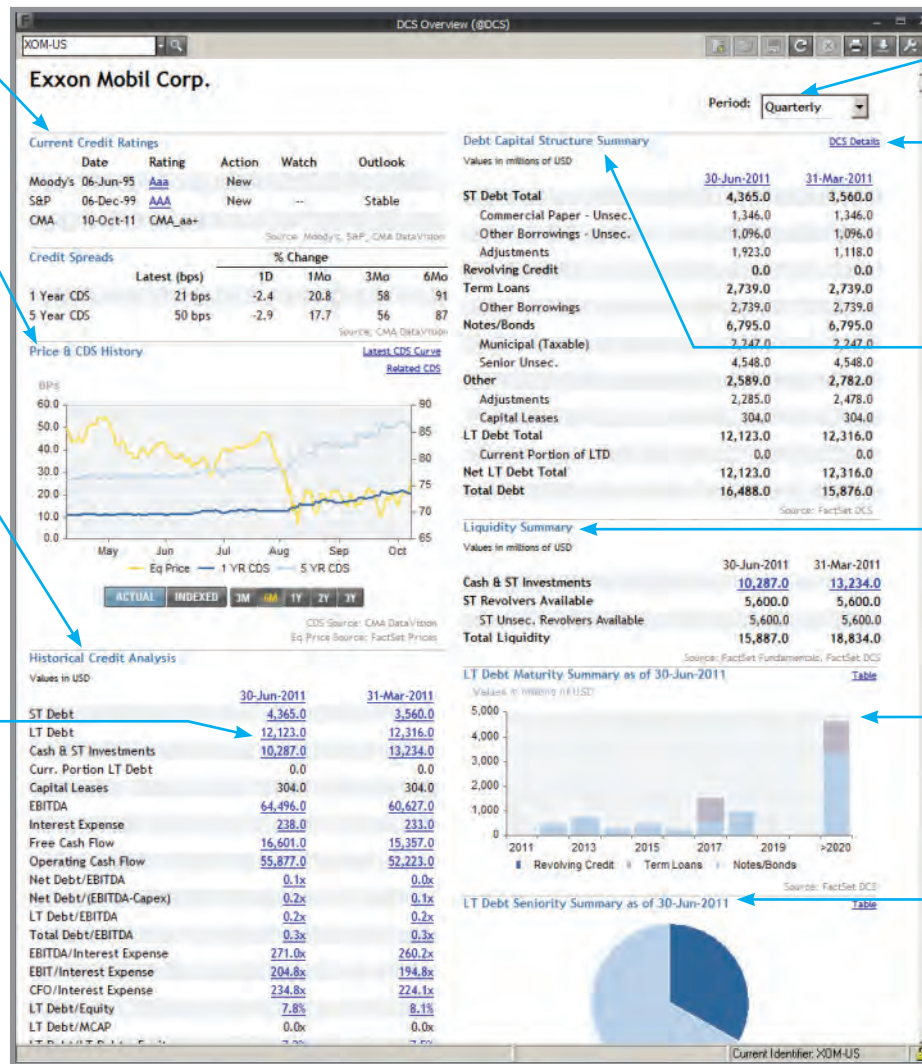 DCS Overview (@DCS)
XOM-US
Exxon Mobil Corp.
Period: Quarterly
Current Credit Ratings
Date Rating Action Watch Outlook
Moody's 06-Jun-95 Aaa New
S&P 06-Dec-99 AAA New -- Stable
CMA 10-Oct-11 CMA_aa+
Source: Moody's, S&P, CMA DataVision
Credit Spreads % Change
Latest (bps) 1D 1Mo 3Mo 6Mo
1 Year CDS 21 bps -2.4 20.8 58 91
5 Year CDS 50 bps -2.9 17.7 56 87
Source: CMA DataVision
Price & CDS History Latest CDS Curve
Related CDS
BPs
60.0 90
50.0 85
40.0
80
30.0
75
20.0
70
10.0
0.0 65
May Jun Jul Aug Sep Oct
Eq Price 1 YR CDS 5 YR CDS
ACTUAL INDEXED 3M 6M 1Y 2Y 3Y
CDS Source: CMA DataVision
Eq Price Source: FactSet Prices
Historical Credit Analysis
Values in USD
30-Jun-2011 31-Mar-2011
ST Debt 4,365.0 3,560.0
LT Debt 12,123.0 12,316.0
Cash & ST Investments 10,287.0 13,234.0
Curr. Portion LT Debt 0.0 0.0
Capital Leases 304.0 304.0
EBITDA 64,496.0 60,627.0
Interest Expense 238.0 233.0
Free Cash Flow 16,601.0 15,357.0
Operating Cash Flow 55,877.0 52,223.0
Net Debt/EBITDA 0.1x 0.0x
Net Debt/(EBITDA-Capex) 0.2x 0.1x
LT Debt/EBITDA 0.2x 0.2x
Total Debt/EBITDA 0.3x 0.3x
EBITDA/Interest Expense 271.0x 260.2x
EBIT/Interest Expense 204.8x 194.8x
CFO/Interest Expense 234.8x 224.1x
LT Debt/Equity 7.8% 8.1%
LT Debt/MCAP 0.0x 0.0x
Debt Capital Structure Summary DCS Details
Values in millions of USD
30-Jun-2011 31-Mar-2011
ST Debt Total 4,365.0 3,560.0
Commercial Paper - Unsec. 1,346.0 1,346.0
Other Borrowings - Unsec. 1,096.0 1,096.0
Adjustments 1,923.0 1,118.0
Revolving Credit 0.0 0.0
Term Loans 2,739.0 2,739.0
Other Borrowings 2,739.0 2,739.0
Notes/Bonds 6,795.0 6,795.0
Municipal (Taxable) 2,247.0 2,247.0
Senior Unsec. 4,548.0 4,548.0
Other 2,589.0 2,782.0
Adjustments 2,285.0 2,478.0
Capital Leases 304.0 304.0
LT Debt Total 12,123.0 12,316.0
Current Portion of LTD 0.0 0.0
Net LT Debt Total 12,123.0 12,316.0
Total Debt 16,488.0 15,876.0
Source: FactSet DCS
Liquidity Summary
Values in millions of USD
30-Jun-2011 31-Mar-2011
Cash & ST Investments 10,287.0 13,234.0
ST Revolvers Available 5,600.0 5,600.0
ST Unsec. Revolvers Available 5,600.0 5,600.0
Total Liquidity 15,887.0 18,834.0
Source: FactSet Fundamentals, FactSet DCS
LT Debt Maturity Summary as of 30-Jun-2011 Table
Values in millions of USD
5,000
4,000
3,000
2,000
1,000
0
2011 2013 2015 2017 2019 >2020
Revolving Credit Term Loans Notes/Bonds
Source: FactSet DCS
LT Debt Seniority Summary as of 30-Jun-2011 Table
Current Identifier: XOM-US